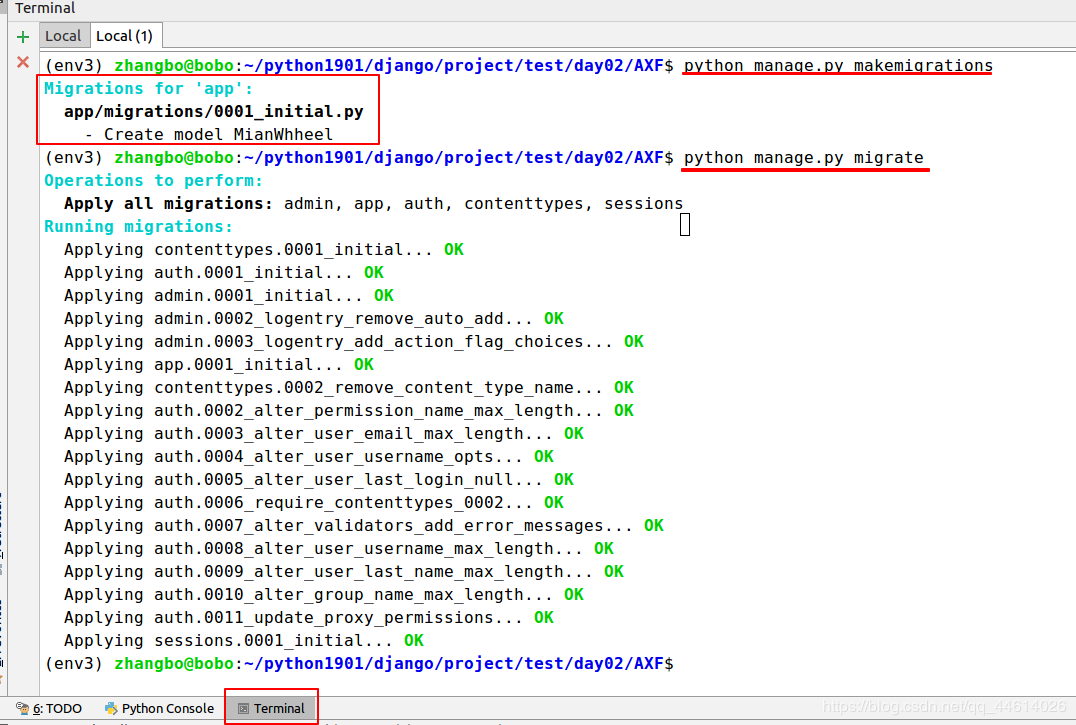 Terminal
Local Local (1)
(env3) zhangbo@bobo:~/python1901/django/project/test/day02/AXF$ python manage.py makemigrations
Migrations for 'app':
app/migrations/0001_initial.py
- Create model MianWhheel
(env3) zhangbo@bobo:~/python1901/django/project/test/day02/AXF$ python manage.py migrate
Operations to perform:
Apply all migrations: admin, app, auth, contenttypes, sessions
Running migrations:
Applying contenttypes.0001_initial... OK
Applying auth.0001_initial... OK
Applying admin.0001_initial... OK
Applying admin.0002_logentry_remove_auto_add... OK
Applying admin.0003_logentry_add_action_flag_choices... OK
Applying app.0001_initial... OK
Applying contenttypes.0002_remove_content_type_name... OK
Applying auth.0002_alter_permission_name_max_length... OK
Applying auth.0003_alter_user_email_max_length... OK
Applying auth.0004_alter_user_username_opts... OK
Applying auth.0005_alter_user_last_login_null... OK
Applying auth.0006_require_contenttypes_0002... OK
Applying auth.0007_alter_validators_add_error_messages... OK
Applying auth.0008_alter_user_username_max_length... OK
Applying auth.0009_alter_user_last_name_max_length... OK
Applying auth.0010_alter_group_name_max_length... OK
Applying auth.0011_update_proxy_permissions... OK
Applying sessions.0001_initial... OK
(env3) zhangbo@bobo:~/python1901/django/project/test/day02/AXF$
6: TODO Python Console Terminal
https://blog.csdn.net/qq_44614026